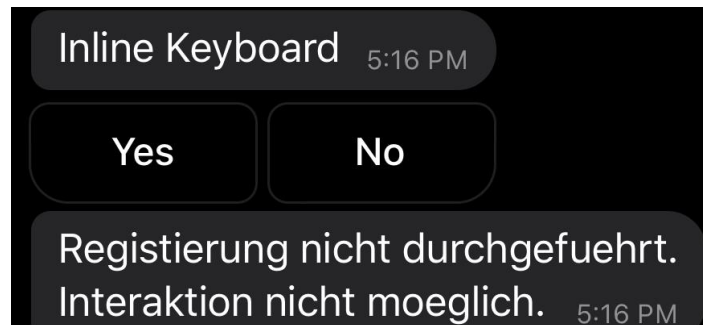 Inline Keyboard 5:16 PM
Yes No
Registierung nicht durchgefuehrt.
Interaktion nicht moeglich. 5:16 PM